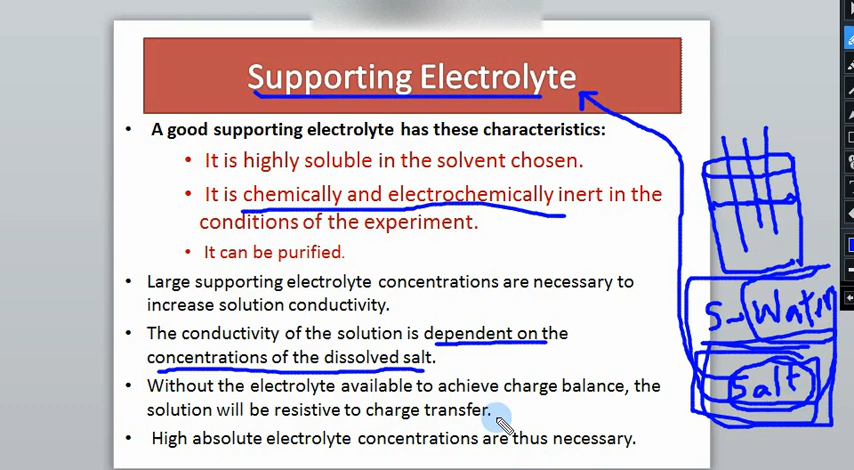 Supporting Electrolyte
• A good supporting electrolyte has these characteristics:
• It is highly soluble in the solvent chosen.
• It is chemically and electrochemically inert in the
conditions of the experiment.
• It can be purified.
• Large supporting electrolyte concentrations are necessary to
increase solution conductivity.
• The conductivity of the solution is dependent on the
concentrations of the dissolved salt.
• Without the electrolyte available to achieve charge balance, the
solution will be resistive to charge transfer.
• High absolute electrolyte concentrations are thus necessary.
S-Water
Salt